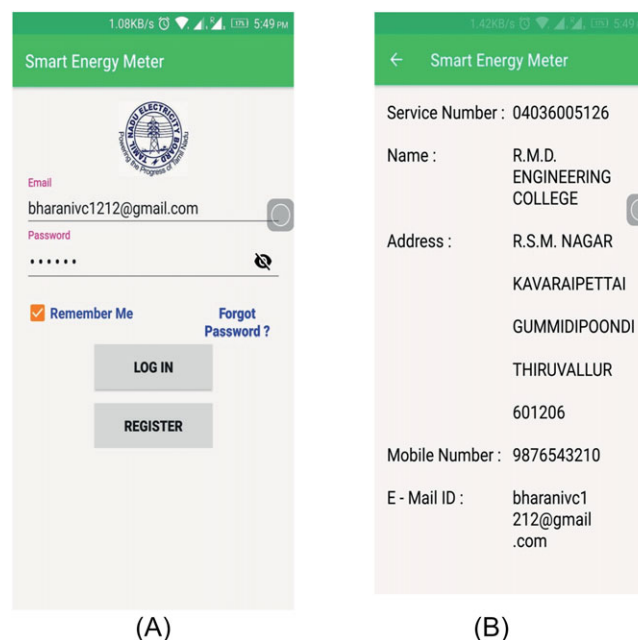 1.08KB/s 5:49 PM
Smart Energy Meter
TAMIL NADU ELECTRICITY BOARD
Powering the Progress of Tamil Nadu
Email
bharanivc1212@gmail.com
Password
Remember Me
Forgot
Password ?
LOG IN
REGISTER
(A)
1.42KB/s 5:49
Smart Energy Meter
Service Number : 04036005126
Name : R.M.D.
ENGINEERING
COLLEGE
Address : R.S.M. NAGAR
KAVARAIPETTAI
GUMMIDIPOONDI
THIRUVALLUR
601206
Mobile Number : 9876543210
E - Mail ID : bharanivc1
212@gmail
.com
(B)